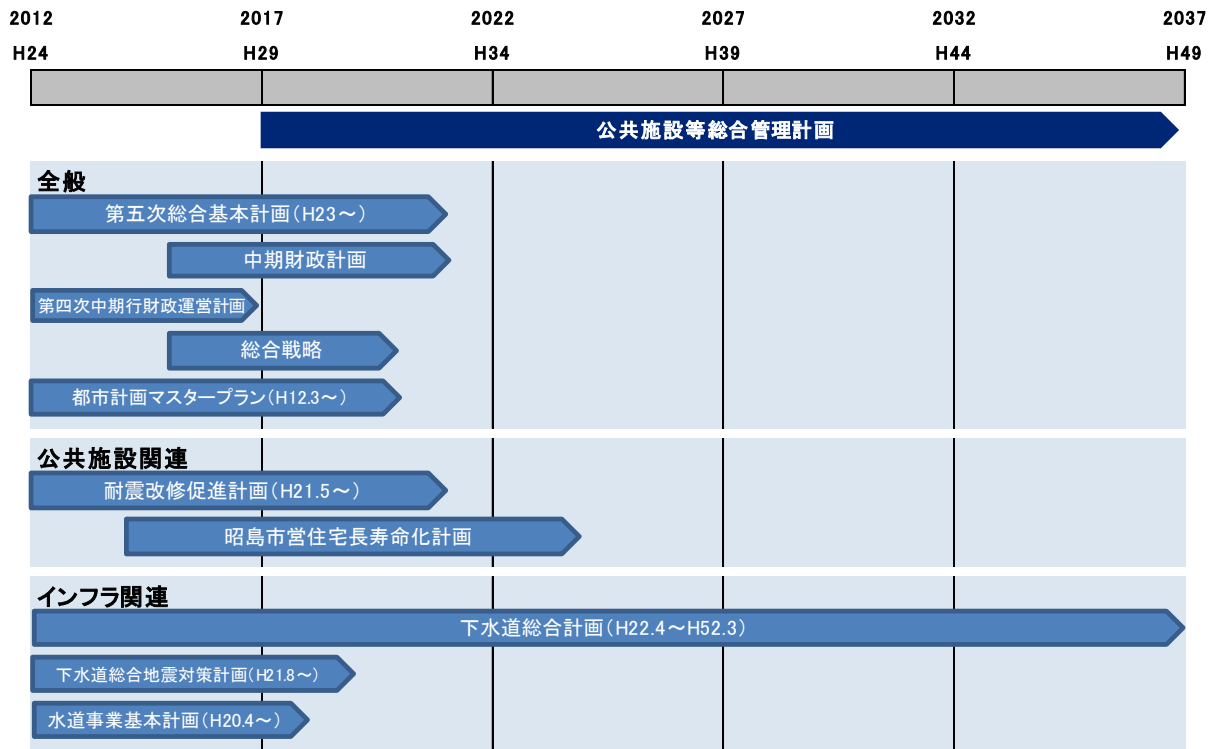 2012 2017 2022 2027 2032 2037
H24 H29 H34 H39 H44 H49
公共施設等総合管理計画
全般
第五次総合基本計画(H23～)
中期財政計画
第四次中期行財政運営計画
総合戦略
都市計画マスタープラン(H12.3～)
公共施設関連
耐震改修促進計画(H21.5～)
昭島市営住宅長寿命化計画
インフラ関連
下水道総合計画(H22.4～H52.3)
下水道総合地震対策計画(H21.8～)
水道事業基本計画(H20.4～)